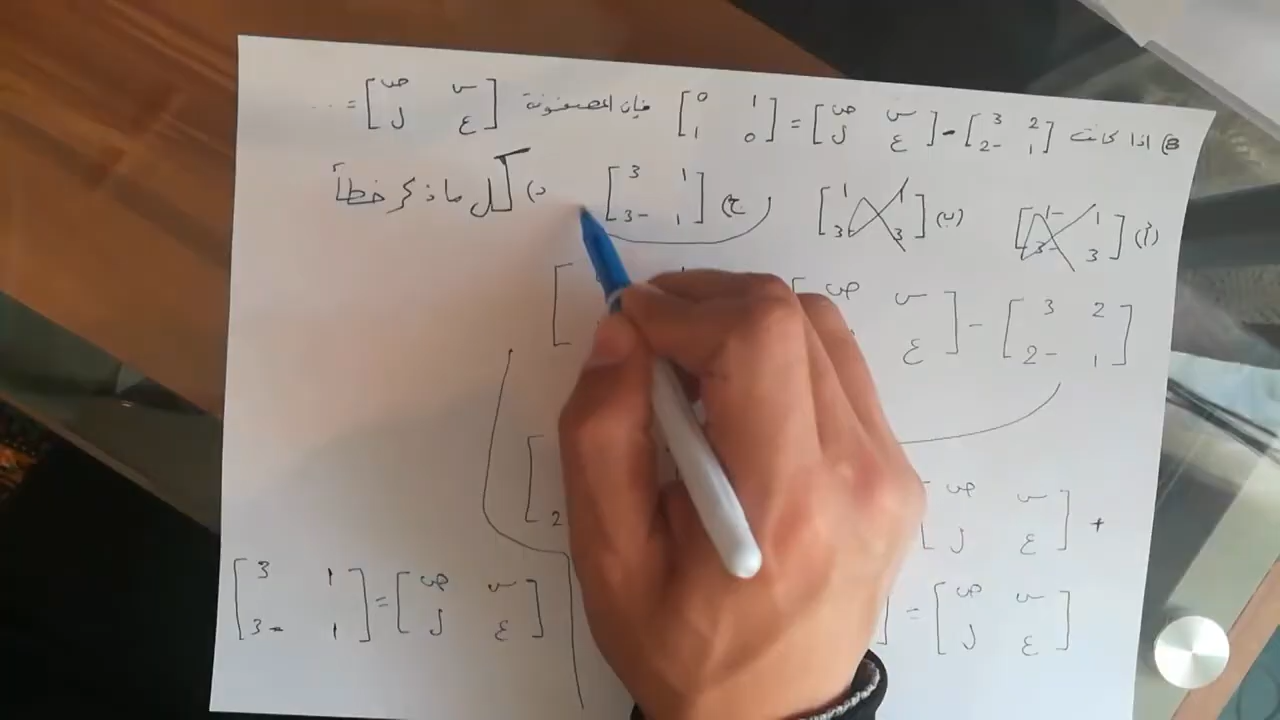 8) اذا كانت [2 3 ; 1 2-] - [س ص ; ع ل] = [1 0 ; 0 1] فإن المصفوفة [س ص ; ع ل] = ...
أ) [1 1- ; 3 3-] ب) [1 1 ; 3 3] ج) [1 3 ; 1 3-] د) كل ما ذكر خطأ
[2 3 ; 1 2-] - [س ص ; ع
+ [س ص ; ع ل]
2
[س ص ; ع ل] =
[س ص ; ع ل] = [1 3 ; 1 3-]